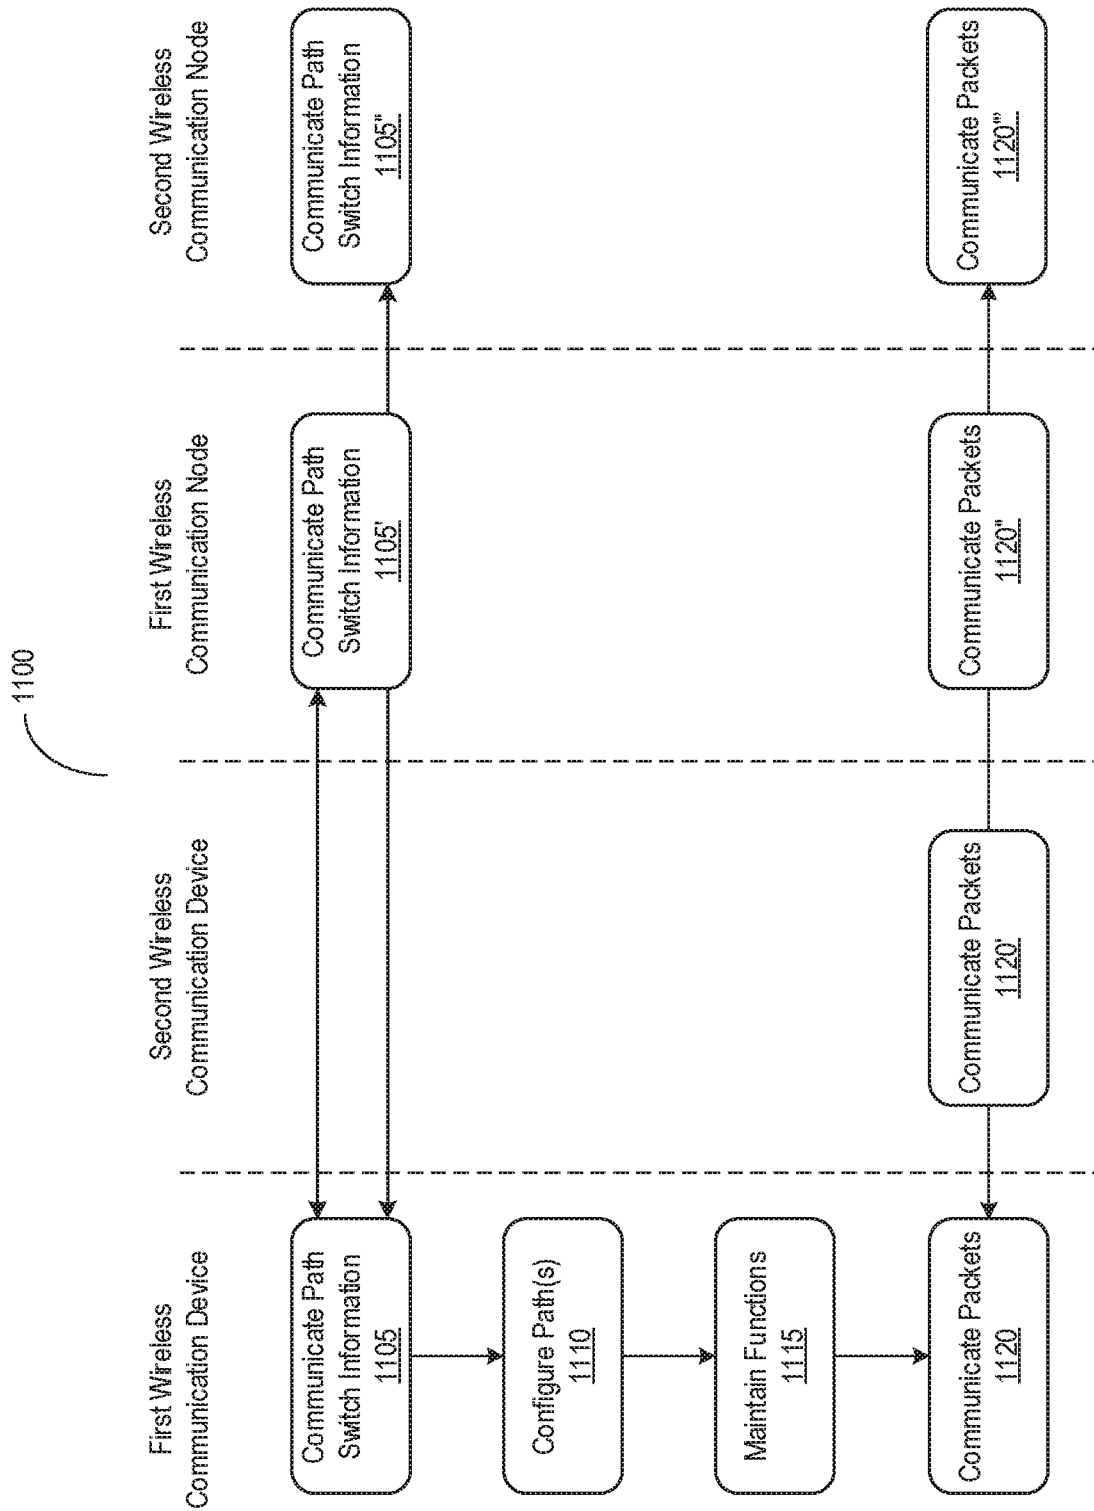 1100
First Wireless
Communication Device
Second Wireless
Communication Device
First Wireless
Communication Node
Second Wireless
Communication Node
Communicate Path
Switch Information
1105
Communicate Path
Switch Information
1105'
Communicate Path
Switch Information
1105"
Configure Path(s)
1110
Maintain Functions
1115
Communicate Packets
1120
Communicate Packets
1120'
Communicate Packets
1120"
Communicate Packets
1120'"